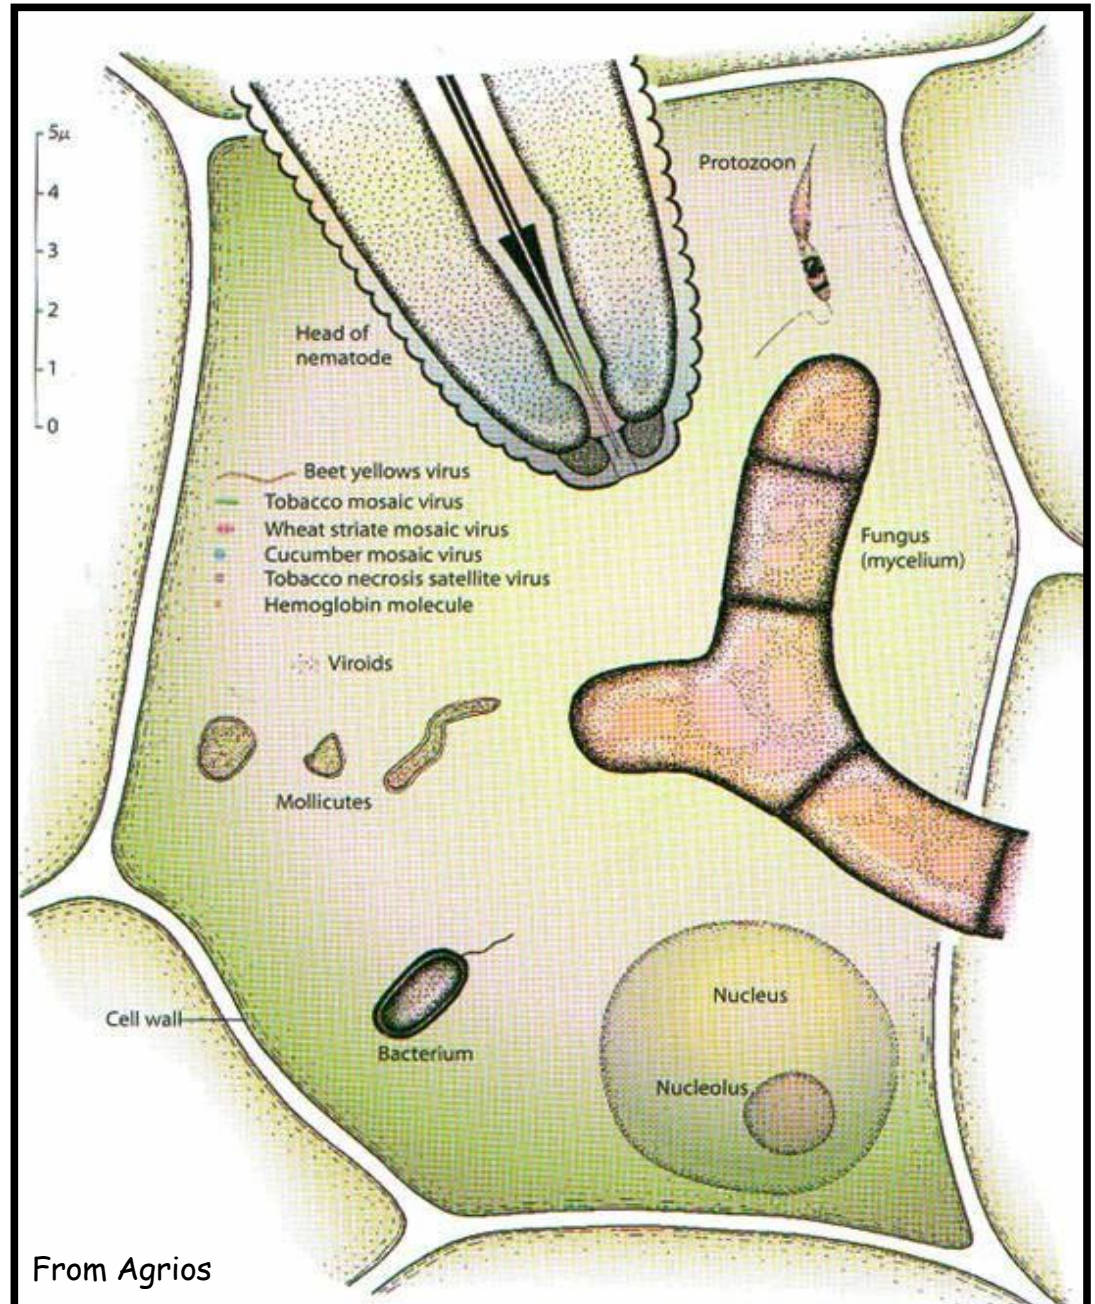 5μ
4
3
2
1
0
Protozoon
Head of
nematode
Beet yellows virus
Tobacco mosaic virus
Wheat striate mosaic virus
Cucumber mosaic virus
Tobacco necrosis satellite virus
Hemoglobin molecule
Fungus
(mycelium)
Viroids
Mollicutes
Nucleus
Cell wall
Bacterium
Nucleolus
From Agrios